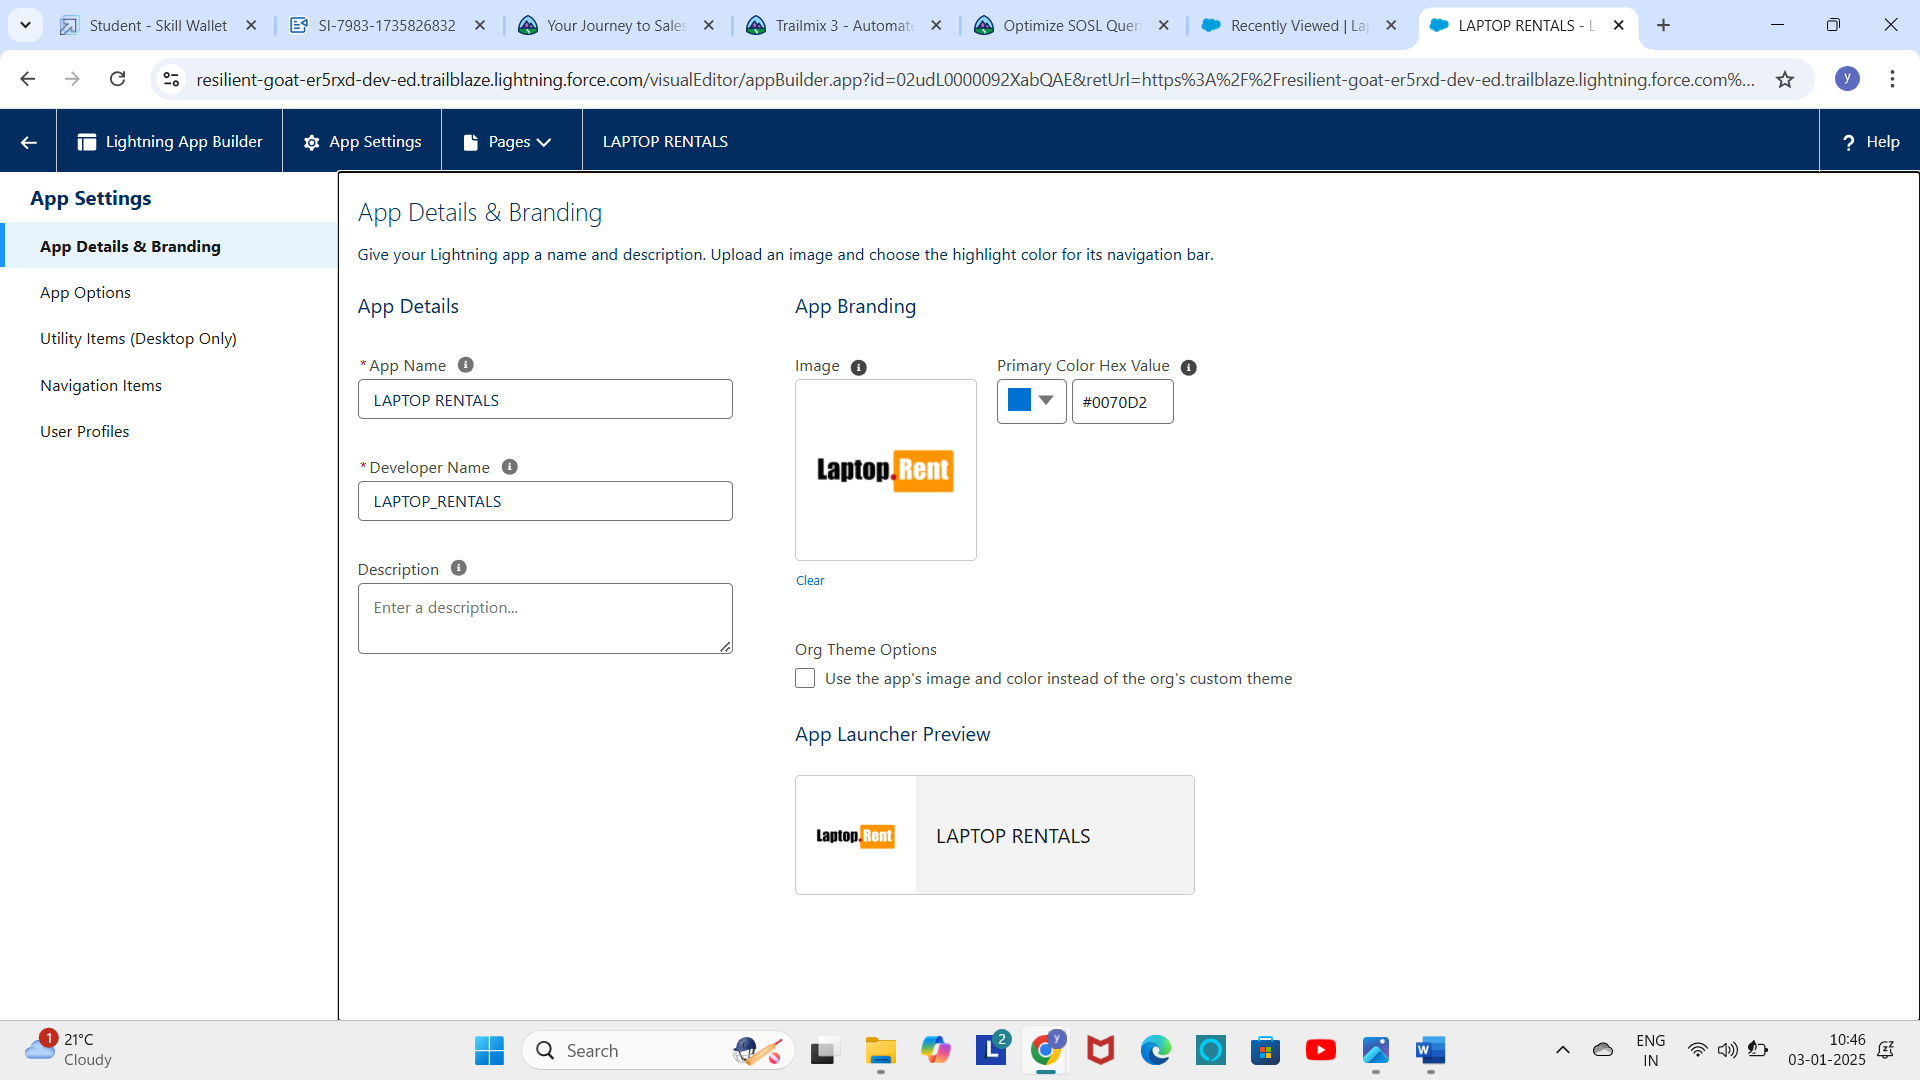 Student - Skill Wallet
SI-7983-1735826832
Your Journey to Sales
Trailmix 3 - Automate
Optimize SOSL Queri
Recently Viewed | La
LAPTOP RENTALS - L
resilient-goat-er5rxd-dev-ed.trailblaze.lightning.force.com/visualEditor/appBuilder.app?id=02udL0000092XabQAE&retUrl=https%3A%2F%2Fresilient-goat-er5rxd-dev-ed.trailblaze.lightning.force.com%...
y
Lightning App Builder
App Settings
Pages
LAPTOP RENTALS
? Help
App Settings
App Details & Branding
App Options
Utility Items (Desktop Only)
Navigation Items
User Profiles
App Details & Branding
Give your Lightning app a name and description. Upload an image and choose the highlight color for its navigation bar.
App Details
*App Name
LAPTOP RENTALS
*Developer Name
LAPTOP_RENTALS
Description
Enter a description...
App Branding
Image
Primary Color Hex Value
#0070D2
Laptop.Rent
Clear
Org Theme Options
Use the app's image and color instead of the org's custom theme
App Launcher Preview
Laptop.Rent
LAPTOP RENTALS
1
21°C
Cloudy
Search
L
2
y
W
ENG
IN
10:46
03-01-2025